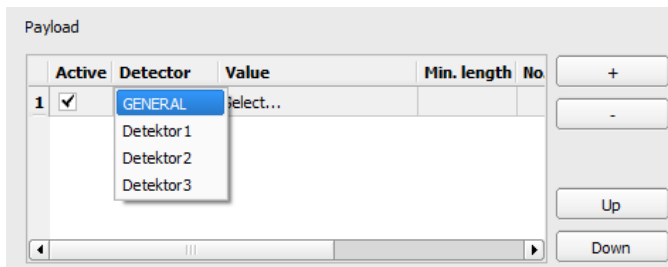 Payload
Active Detector Value Min. length No.
1 GENERAL Select...
Detektor1
Detektor2
Detektor3
+
-
Up
Down